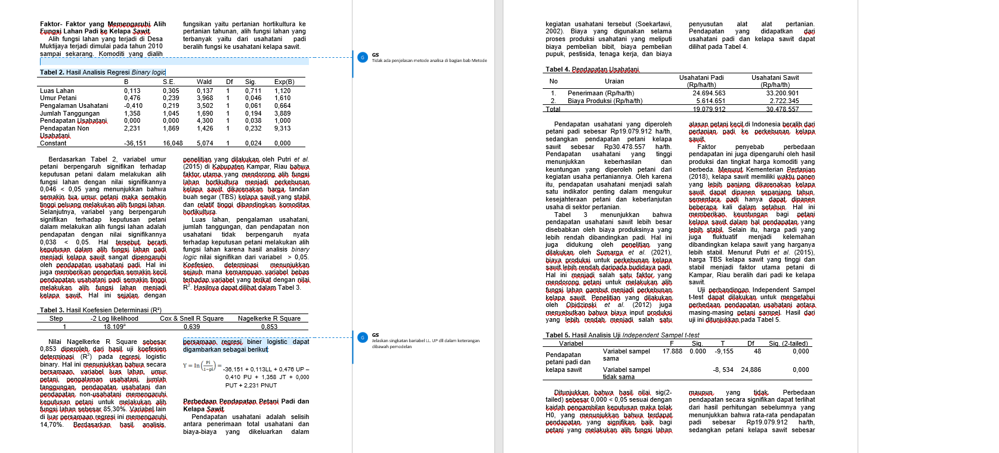 Faktor- Faktor yang Memengaruhi Alih
Fungsi Lahan Padi ke Kelapa Sawit
Alih fungsi lahan yang terjadi di Desa
Muktijaya terjadi dimulai pada tahun 2010
sampai sekarang. Komoditi yang dialih
fungsikan yaitu pertanian hortikultura ke
pertanian tahunan, alih fungsi lahan yang
terbanyak yaitu dari usahatani padi
beralih fungsi ke usahatani kelapa sawit.
G
GS
Tidak ada penjelasan metode analisa di bagian bab Metode
Tabel 2. Hasil Analisis Regresi Binary logic
B S.E. Wald Df Sig. Exp(B)
Luas Lahan 0,113 0,305 0,137 1 0,711 1,120
Umur Petani 0,476 0,239 3,968 1 0,046 1,610
Pengalaman Usahatani -0,410 0,219 3,502 1 0,061 0,664
Jumlah Tanggungan 1,358 1,045 1,690 1 0,194 3,889
Pendapatan Usahatani 0,000 0,000 4,300 1 0,038 1,000
Pendapatan Non 2,231 1,869 1,426 1 0,232 9,313
Usahatani
Constant -36,151 16,048 5,074 1 0,024 0,000
Berdasarkan Tabel 2, variabel umur
petani berpengaruh signifikan terhadap
keputusan petani dalam melakukan alih
fungsi lahan dengan nilai signifikannya
0,046 < 0,05 yang menunjukkan bahwa
semakin tua umur petani maka semakin
tinggi peluang melakukan alih fungsi lahan.
Selanjutnya, variabel yang berpengaruh
signifikan terhadap keputusan petani
dalam melakukan alih fungsi lahan adalah
pendapatan dengan nilai signifikannya
0,038 < 0,05. Hal tersebut berarti
keputusan dalam alih fungsi lahan padi
menjadi kelapa sawit sangat dipengaruhi
oleh pendapatan usahatani padi. Hal ini
juga memberikan pengertian semakin kecil
pendapatan usahatani padi semakin tinggi
melakukan alih fungsi lahan menjadi
kelapa sawit. Hal ini sejalan dengan
penelitian yang dilakukan oleh Putri et al.
(2015) di Kabupaten Kampar, Riau bahwa
faktor utama yang mendorong alih fungsi
lahan hortikultura menjadi perkebunan
kelapa sawit dikarenakan harga tandan
buah segar (TBS) kelapa sawit yang stabil
dan relatif tinggi dibandingkan komoditas
hortikultura.
Luas lahan, pengalaman usahatani,
jumlah tanggungan, dan pendapatan non
usahatani tidak berpengaruh nyata
terhadap keputusan petani melakukan alih
fungsi lahan karena hasil analisis binary
logic nilai signifikan dari variabel > 0,05.
Koefesien determinasi menunjukkan
sejauh mana kemampuan variabel bebas
terhadap variabel yang terikat dengan nilai
R². Hasilnya dapat dilihat dalam Tabel 3.
Tabel 3. Hasil Koefesien Determinasi (R²)
Step -2 Log likelihood Cox & Snell R Square Nagelkerke R Square
1 18.109ᵃ 0,639 0,853
Nilai Nagelkerke R Square sebesar
0,853 diperoleh dari hasil uji koefesien
determinasi (R²) pada regresi logistic
binary. Hal ini menunjukkan bahwa secara
bersamaan, variabel luas lahan, umur
petani, pengalaman usahatani, jumlah
tanggungan, pendapatan usahatani dan
pendapatan non-usahatani memengaruhi
keputusan petani untuk melakukan alih
fungsi lahan sebesar 85,30%. Variabel lain
di luar persamaan regresi ini memengaruhi
14,70%. Berdasarkan hasil analisis,
persamaan regresi biner logistic dapat
digambarkan sebagai berikut
G
GS
Jelaskan singkatan bariabel LL. UP dll dalam keterangan
dibawah pemodelan
Y = ln(Pi/1−pi) = -36,151 + 0,113LL + 0,476 UP –
0,410 PU + 1,358 JT + 0,000
PUT + 2,231 PNUT
Perbedaan Pendapatan Petani Padi dan
Kelapa Sawit
Pendapatan usahatani adalah selisih
antara penerimaan total usahatani dan
biaya-biaya yang dikeluarkan dalam
kegiatan usahatani tersebut (Soekartawi,
2002). Biaya yang digunakan selama
proses produksi usahatani yang meliputi
biaya pembelian bibit, biaya pembelian
pupuk, pestisida, tenaga kerja, dan biaya
penyusutan alat alat pertanian.
Pendapatan yang didapatkan dari
usahatani padi dan kelapa sawit dapat
dilihat pada Tabel 4.
Tabel 4. Pendapatan Usahatani
No Uraian Usahatani Padi (Rp/ha/th) Usahatani Sawit (Rp/ha/th)
1. Penerimaan (Rp/ha/th) 24.694.563 33.200.901
2. Biaya Produksi (Rp/ha/th) 5.614.651 2.722.345
Total 19.079.912 30.478.557
Pendapatan usahatani yang diperoleh
petani padi sebesar Rp19.079.912 ha/th,
sedangkan pendapatan petani kelapa
sawit sebesar Rp30.478.557 ha/th.
Pendapatan usahatani yang tinggi
menunjukkan keberhasilan dan
keuntungan yang diperoleh petani dari
kegiatan usaha pertaniannya. Oleh karena
itu, pendapatan usahatani menjadi salah
satu indikator penting dalam mengukur
kesejahteraan petani dan keberlanjutan
usaha di sektor pertanian.
Tabel 3 menunjukkan bahwa
pendapatan usahatani sawit lebih besar
disebabkan oleh biaya produksinya yang
lebih rendah dibandingkan padi. Hal ini
juga didukung oleh penelitian yang
dilakukan oleh Sumarga et al. (2021),
biaya produksi untuk perkebunan kelapa
sawit lebih rendah daripada budidaya padi.
Hal ini menjadi salah satu faktor yang
mendorong petani untuk melakukan alih
fungsi lahan gambut menjadi perkebunan
kelapa sawit. Penelitian yang dilakukan
oleh Obidzinski et al. (2012) juga
menyebutkan bahwa biaya input produksi
yang lebih rendah menjadi salah satu
alasan petani kecil di Indonesia beralih dari
pertanian padi ke perkebunan kelapa
sawit.
Faktor penyebab perbedaan
pendapatan ini juga dipengaruhi oleh hasil
produksi dan tingkat harga komoditi yang
berbeda. Menurut Kementerian Pertanian
(2018), kelapa sawit memiliki waktu panen
yang lebih panjang dikarenakan kelapa
sawit dapat dipanen sepanjang tahun,
sementara padi hanya dapat dipanen
beberapa kali dalam setahun. Hal ini
memberikan keuntungan bagi petani
kelapa sawit dalam hal pendapatan yang
lebih stabil. Selain itu, harga padi yang
juga fluktuatif menjadi kelemahan
dibandingkan kelapa sawit yang harganya
lebih stabil. Menurut Putri et al. (2015),
harga TBS kelapa sawit yang tinggi dan
stabil menjadi faktor utama petani di
Kampar, Riau beralih dari padi ke kelapa
sawit.
Uji perbandingan Independent Sampel
t-test dapat dilakukan untuk mengetahui
perbedaan pendapatan usahatani antara
masing-masing petani sampel. Hasil dari
uji ini ditunjukkan pada Tabel 5.
Tabel 5. Hasil Analisis Uji Independent Sampel t-test
Variabel F Sig. T Df Sig. (2-tailed)
Pendapatan petani padi dan kelapa sawit Variabel sampel sama 17.888 0.000 -9,155 48 0,000
Variabel sampel tidak sama -8, 534 24,886 0,000
Ditunjukkan bahwa hasil nilai sig(2-
tailed) sebesar 0,000 < 0,05 sesuai dengan
kaidah pengambilan keputusan maka tolak
H0, yang menunjukkan bahwa terdapat
pendapatan yang signifikan baik bagi
petani yang melakukan alih fungsi lahan
maupun yang tidak. Perbedaan
pendapatan secara signifikan dapat terlihat
dari hasil perhitungan sebelumnya yang
menunjukkan bahwa rata-rata pendapatan
padi sebesar Rp19.079.912 ha/th,
sedangkan petani kelapa sawit sebesar